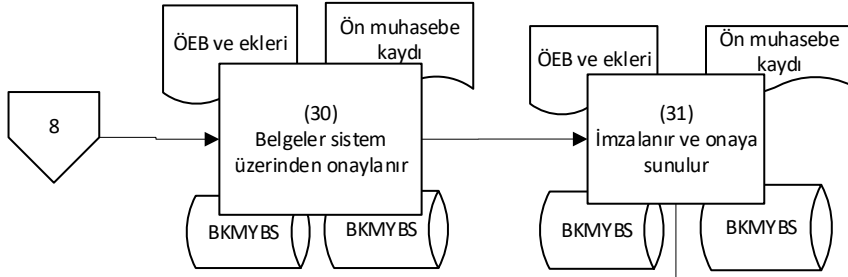 ÖEB ve ekleri
Ön muhasebe
kaydı
ÖEB ve ekleri
Ön muhasebe
kaydı
8
(30)
Belgeler sistem
üzerinden onaylanır
(31)
İmzalanır ve onaya
sunulur
BKMYBS
BKMYBS
BKMYBS
BKMYBS